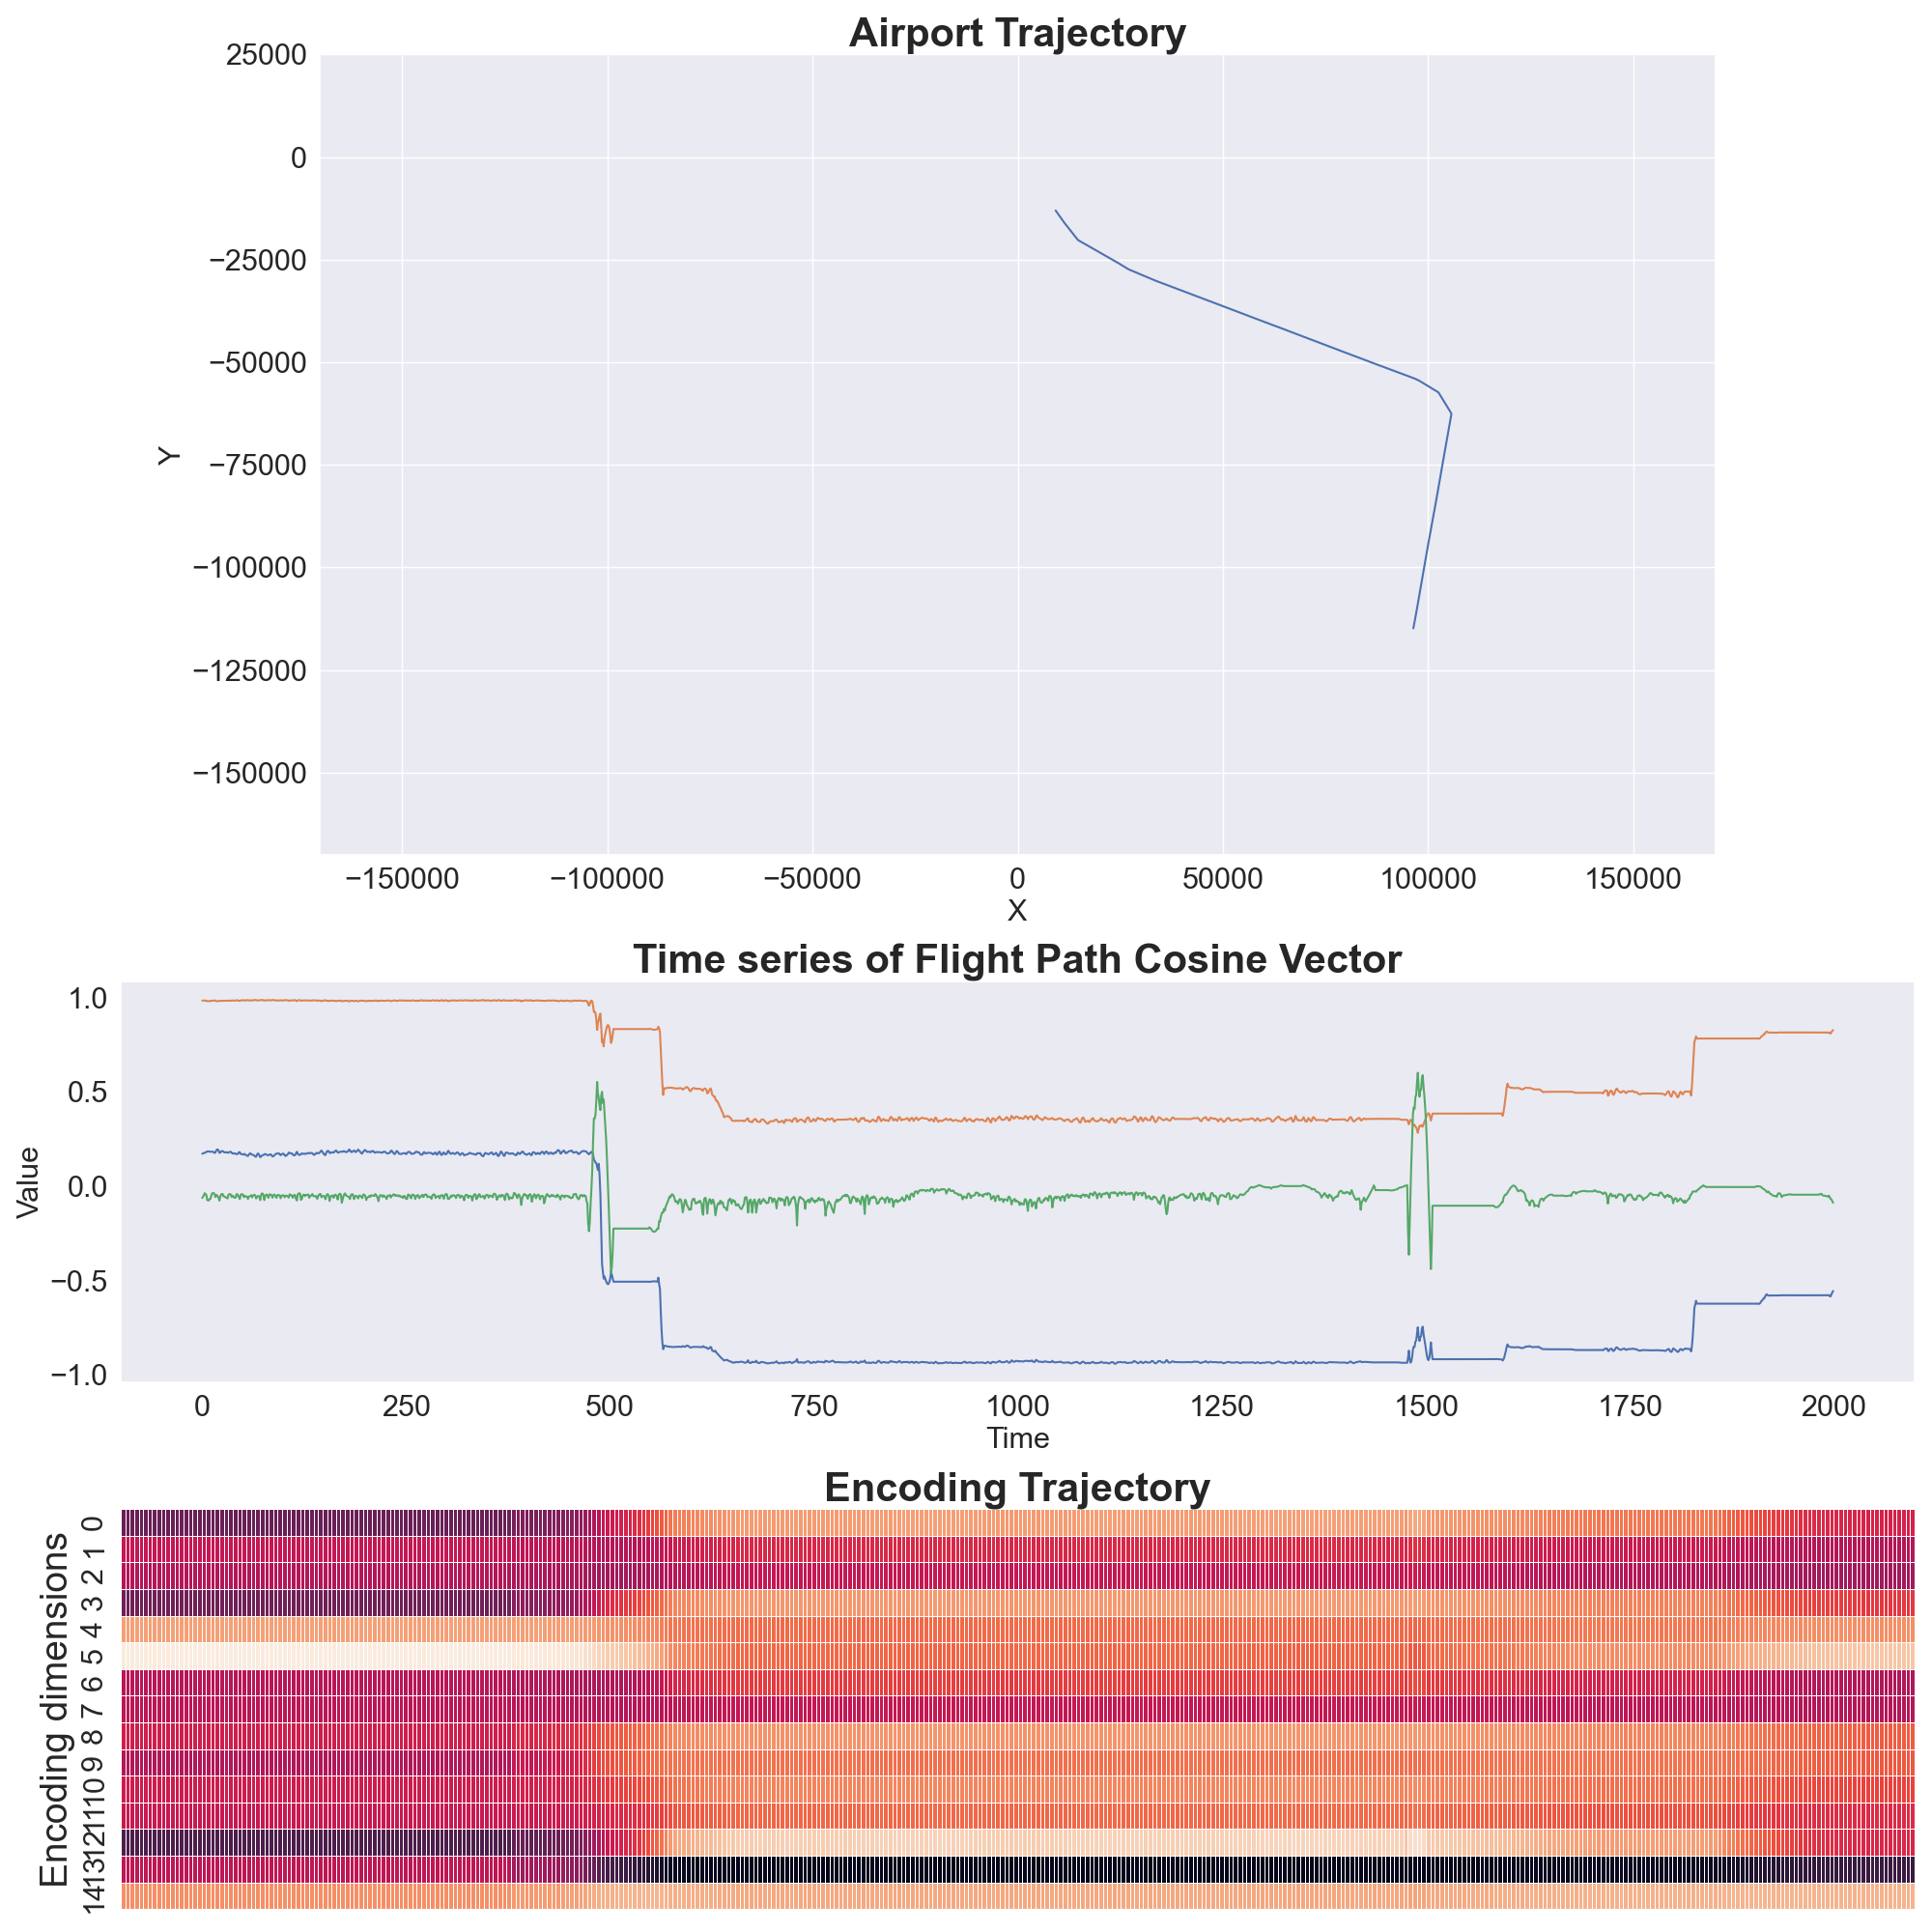 Airport Trajectory
25000
0
−25000
−50000
−75000
−100000
−125000
−150000
Y
−150000 −100000 −50000 0 50000 100000 150000
X
Time series of Flight Path Cosine Vector
1.0
0.5
0.0
−0.5
−1.0
Value
0 250 500 750 1000 1250 1500 1750 2000
Time
Encoding Trajectory
Encoding dimensions
0
1
2
3
4
5
6
7
8
9
10
11
12
13
14